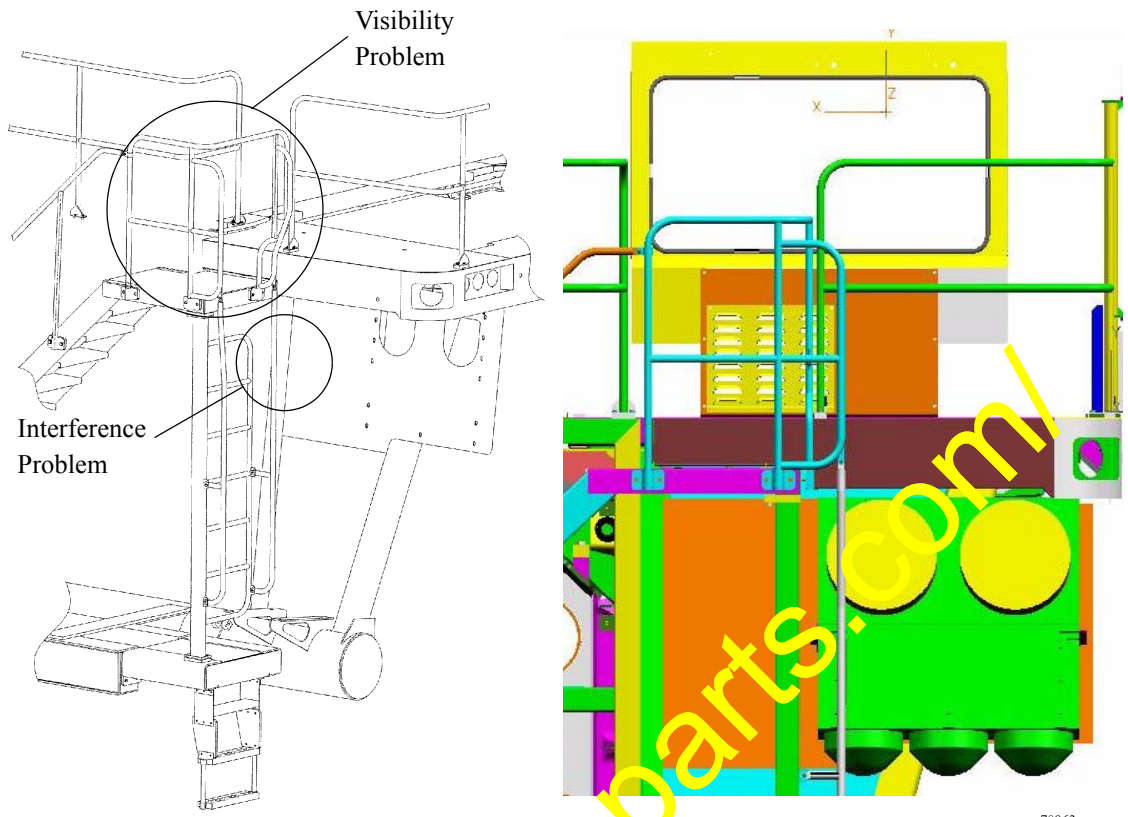 Visibility
Problem
Interference
Problem
Y
Z
X
Y
parts.com/